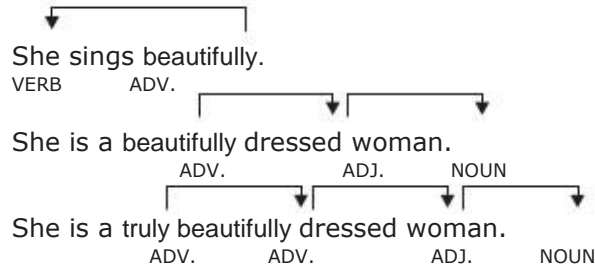 She sings beautifully.
VERB ADV.
She is a beautifully dressed woman.
ADV. ADJ. NOUN
She is a truly beautifully dressed woman.
ADV. ADV. ADJ. NOUN